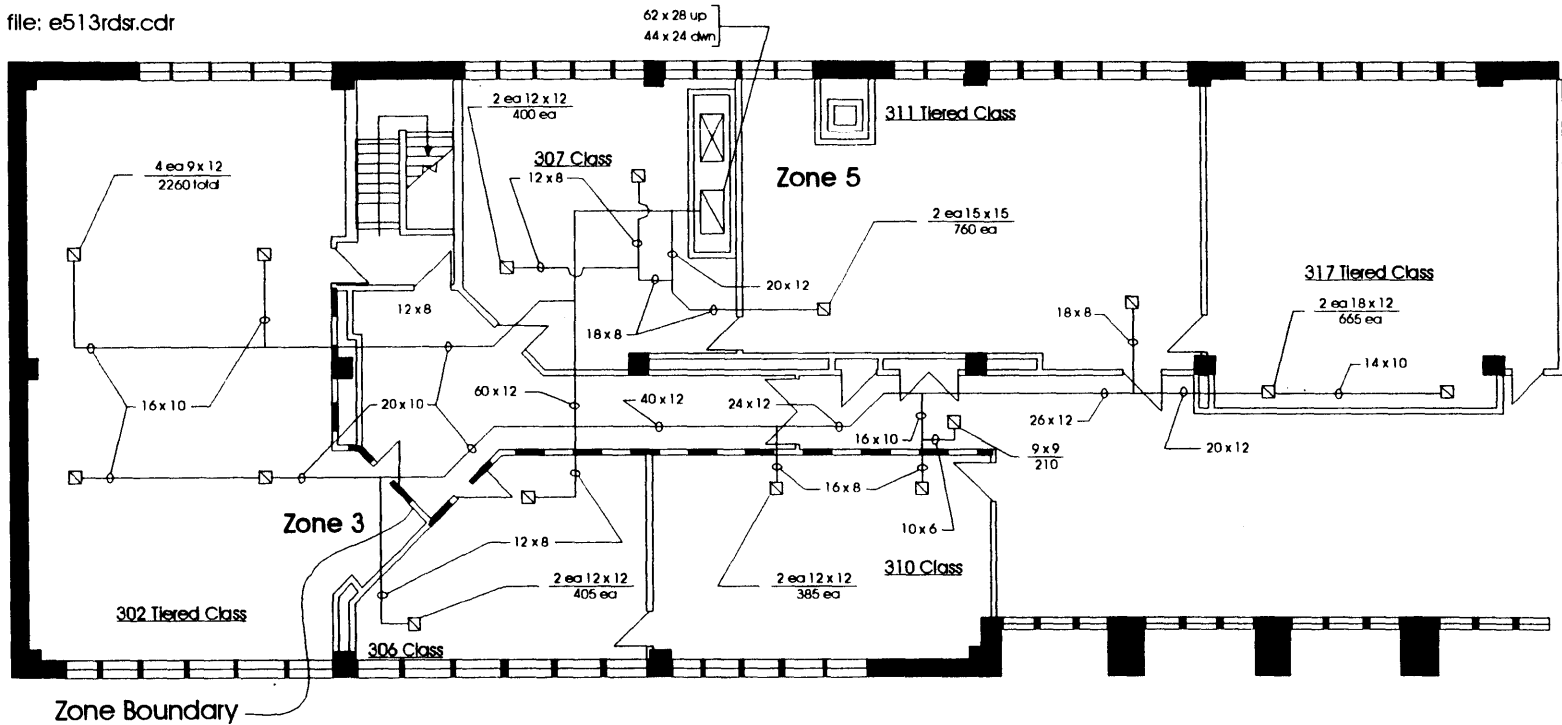 file: e513rdsr.cdr
62 x 28 up
44 x 24 dwn
2 ea 12 x 12
400 ea
311 Tiered Class
307 Class
4 ea 9 x 12
2260 total
12 x 8
Zone 5
2 ea 15 x 15
760 ea
317 Tiered Class
20 x 12
2 ea 18 x 12
665 ea
12 x 8
18 x 8
18 x 8
14 x 10
16 x 10
20 x 10
60 x 12
40 x 12
24 x 12
26 x 12
16 x 10
20 x 12
9 x 9
210
16 x 8
Zone 3
10 x 6
12 x 8
310 Class
2 ea 12 x 12
405 ea
2 ea 12 x 12
385 ea
302 Tiered Class
306 Class
Zone Boundary